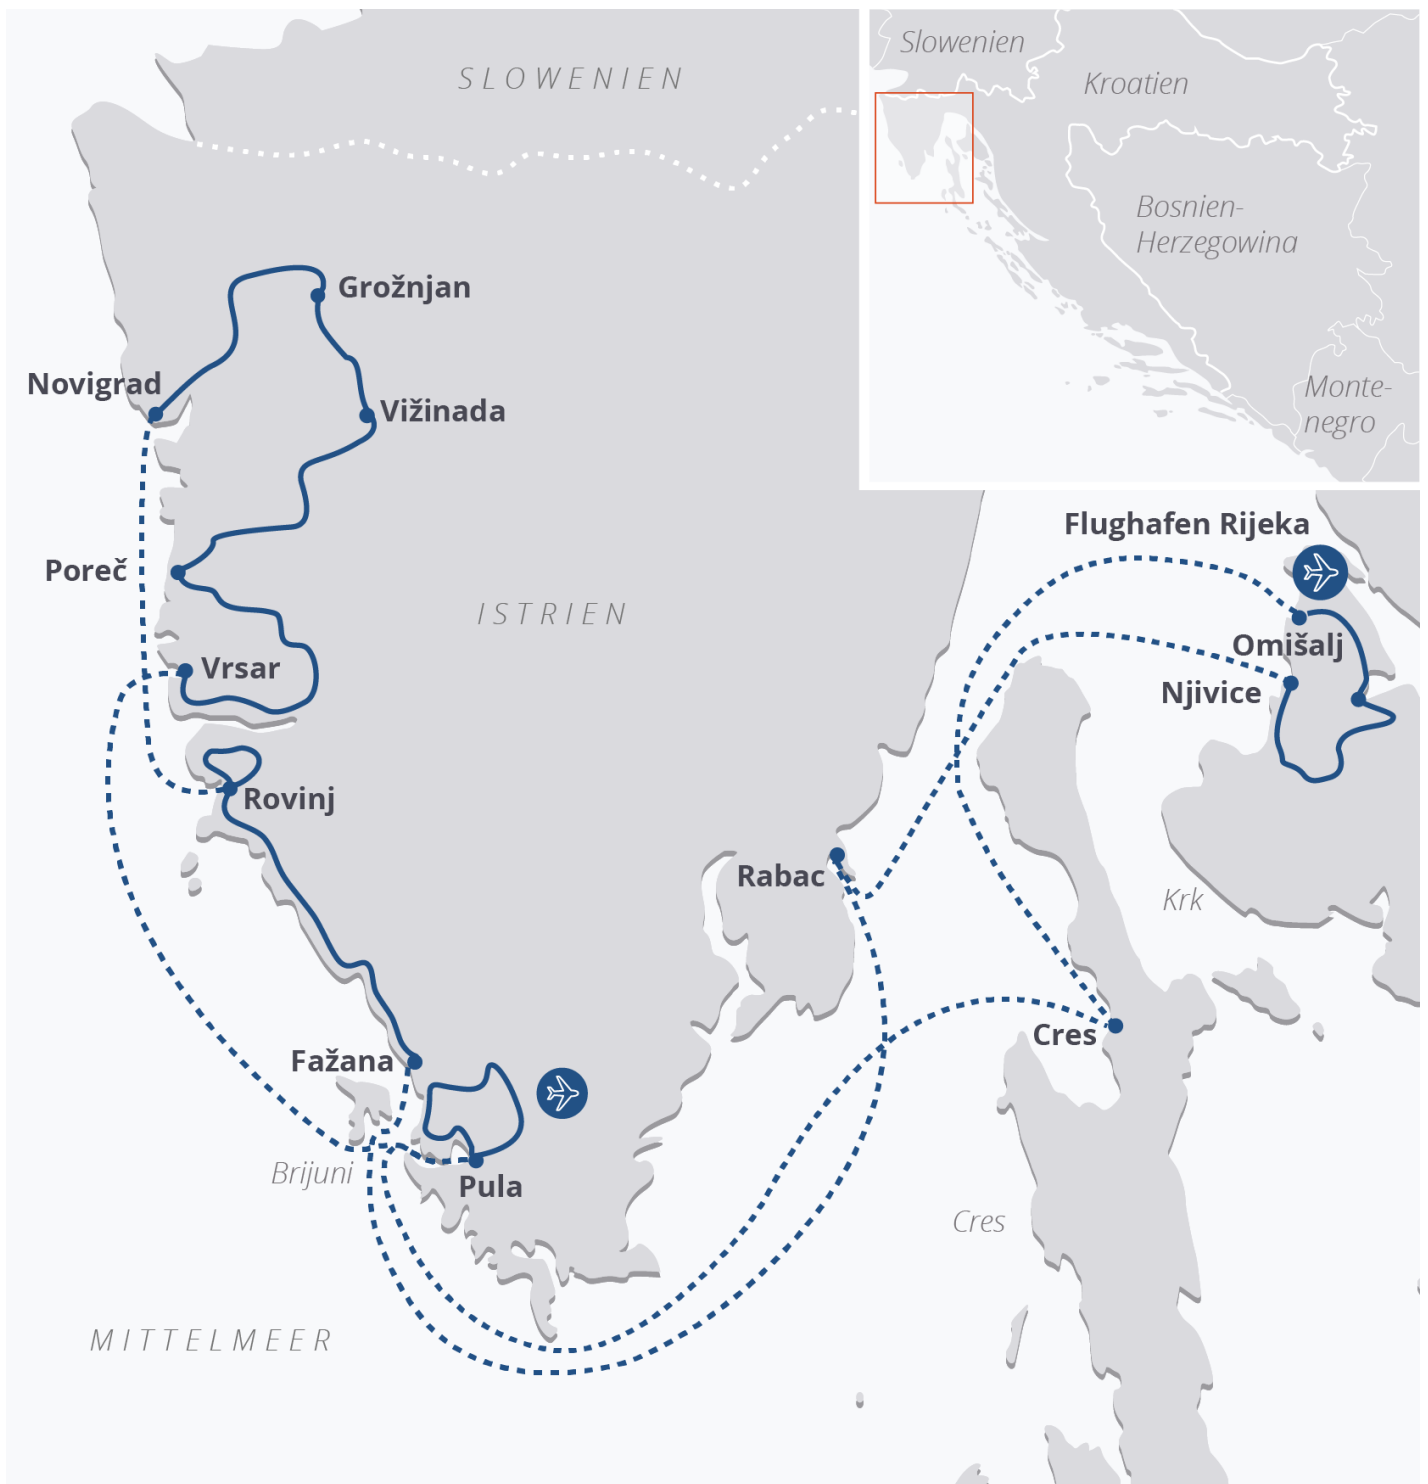 SLOWENIEN
Slowenien
Kroatien
Bosnien-
Herzegowina
Monte-
negro
Grožnjan
Novigrad
Vižinada
Flughafen Rijeka
Poreč
ISTRIEN
Omišalj
Vrsar
Njivice
Rovinj
Rabac
Krk
Cres
Fažana
Brijuni
Pula
Cres
MITTELMEER